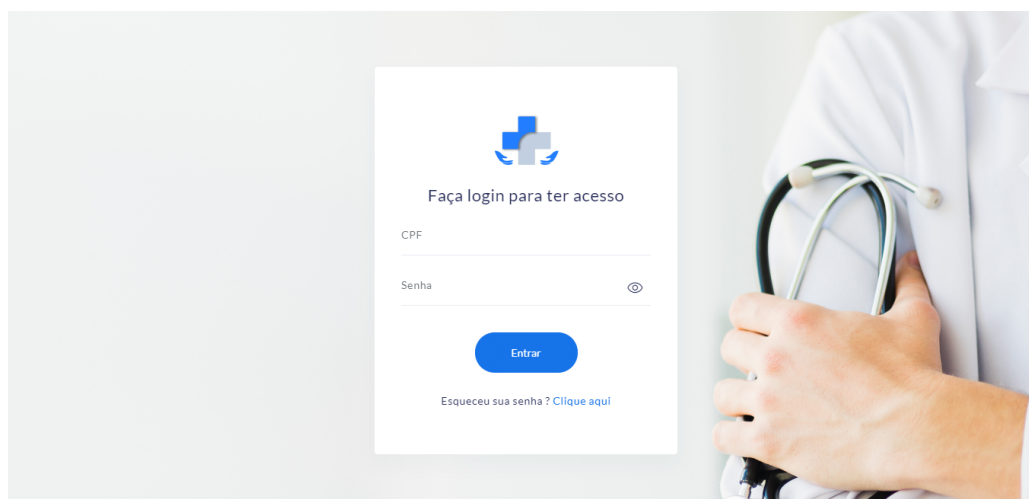 Faça login para ter acesso
CPF
Senha
Entrar
Esqueceu sua senha ? Clique aqui